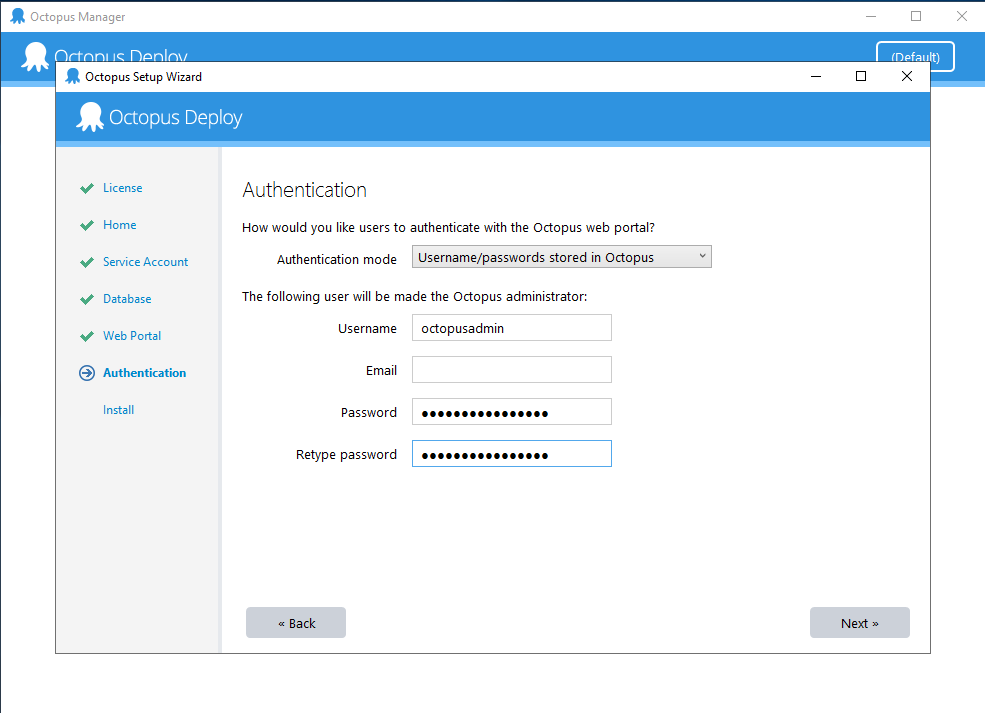 Octopus Manager
Octopus Deploy
(Default)
Octopus Setup Wizard
Octopus Deploy
License
Home
Service Account
Database
Web Portal
Authentication
Install
Authentication
How would you like users to authenticate with the Octopus web portal?
Authentication mode Username/passwords stored in Octopus
The following user will be made the Octopus administrator:
Username octopusadmin
Email
Password ●●●●●●●●●●●●●●●●
Retype password ●●●●●●●●●●●●●●●●
« Back
Next »